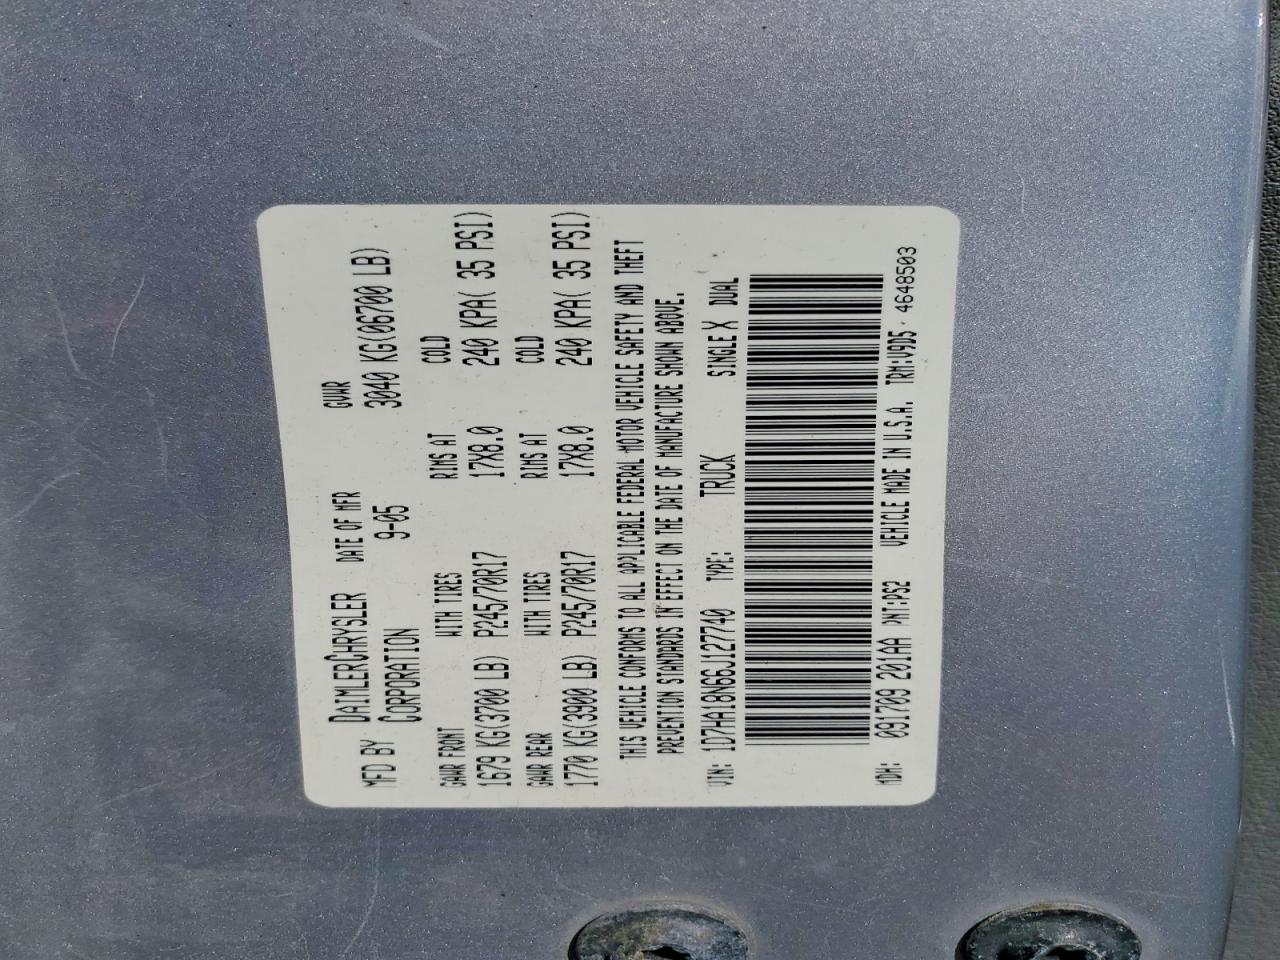 MFD BY DAIMLERCHRYSLER DATE OF MFR GVWR
CORPORATION 9-05 3040 KG(06700 LB)
GAWR FRONT WITH TIRES RIMS AT COLD
1679 KG(3700 LB) P245/70R17 17X8.0 240 KPA( 35 PSI)
GAWR REAR WITH TIRES RIMS AT COLD
1770 KG(3900 LB) P245/70R17 17X8.0 240 KPA( 35 PSI)
THIS VEHICLE CONFORMS TO ALL APPLICABLE FEDERAL MOTOR VEHICLE SAFETY AND THEFT
PREVENTION STANDARDS IN EFFECT ON THE DATE OF MANUFACTURE SHOWN ABOVE.
VIN: 1D7HA18N66J127740 TYPE: TRUCK SINGLE X DUAL
MDH: 091709 201AA PNT:PS2 VEHICLE MADE IN U.S.A. TRM:V9D5 4648503